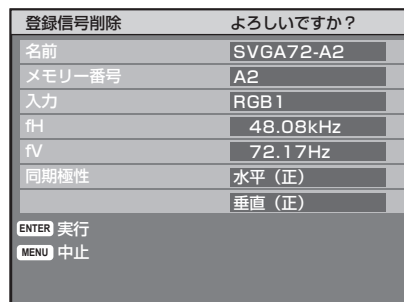 登録信号削除 よろしいですか？
名前 SVGA72-A2
メモリー番号 A2
入力 RGB1
fH 48.08kHz
fV 72.17Hz
同期極性 水平（正）
垂直（正）
ENTER 実行
MENU 中止